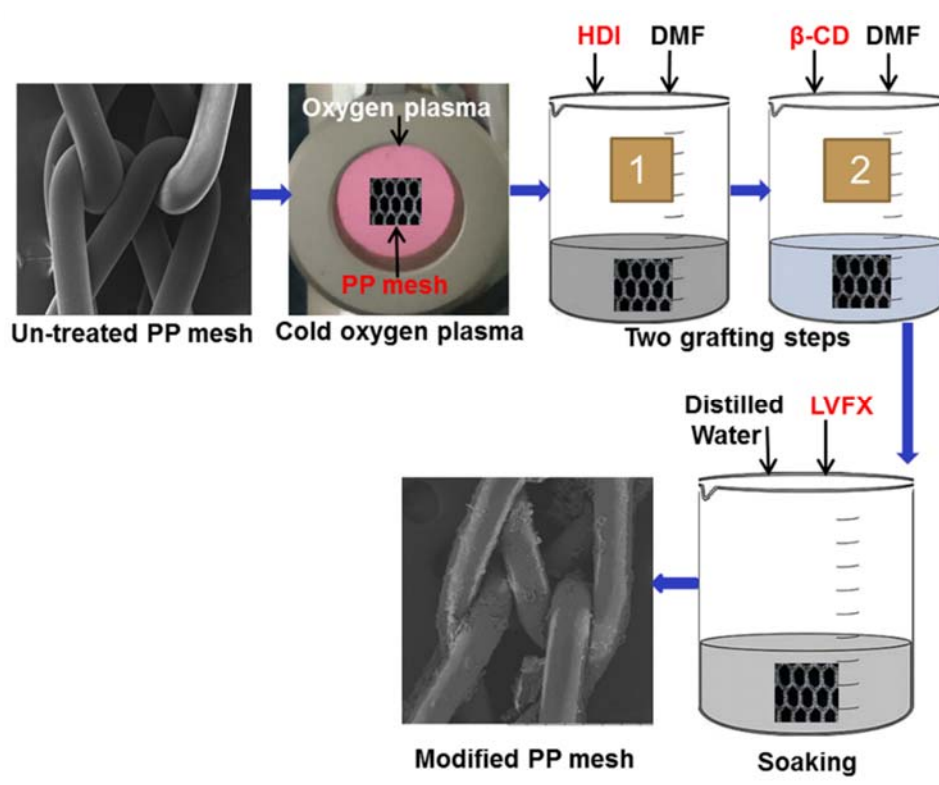 HDI DMF
β-CD DMF
Oxygen plasma
PP mesh
1
2
Un-treated PP mesh
Cold oxygen plasma
Two grafting steps
Distilled
Water
LVFX
Modified PP mesh
Soaking